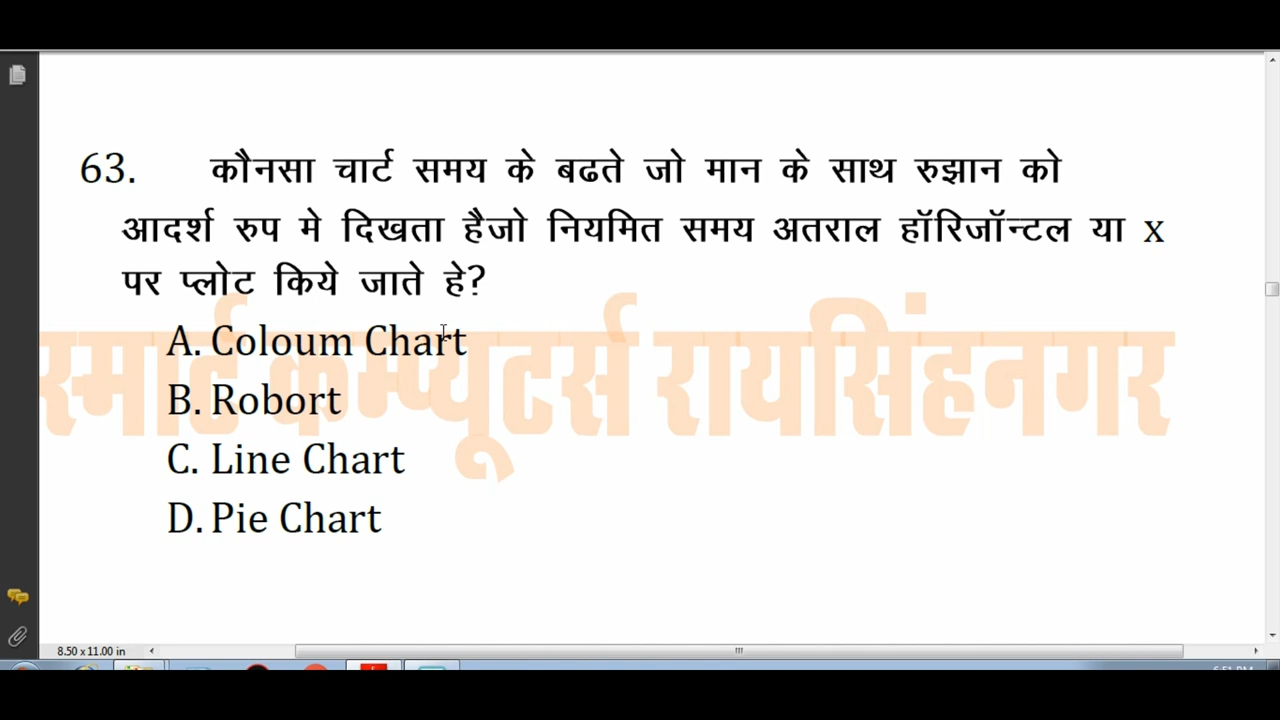 63. कौनसा चार्ट समय के बढते जो मान के साथ रुझान को
आदर्श रुप मे दिखता हैजो नियमित समय अतराल हॉरिजॉन्टल या x
पर प्लोट किये जाते हे?
A. Coloum Chart
B. Robort
स्मार्ट कम्प्यूटर्स रायसिंहनगर
C. Line Chart
D. Pie Chart
8.50 x 11.00 in